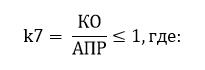 k7 = КО/АПР ≤ 1, где: